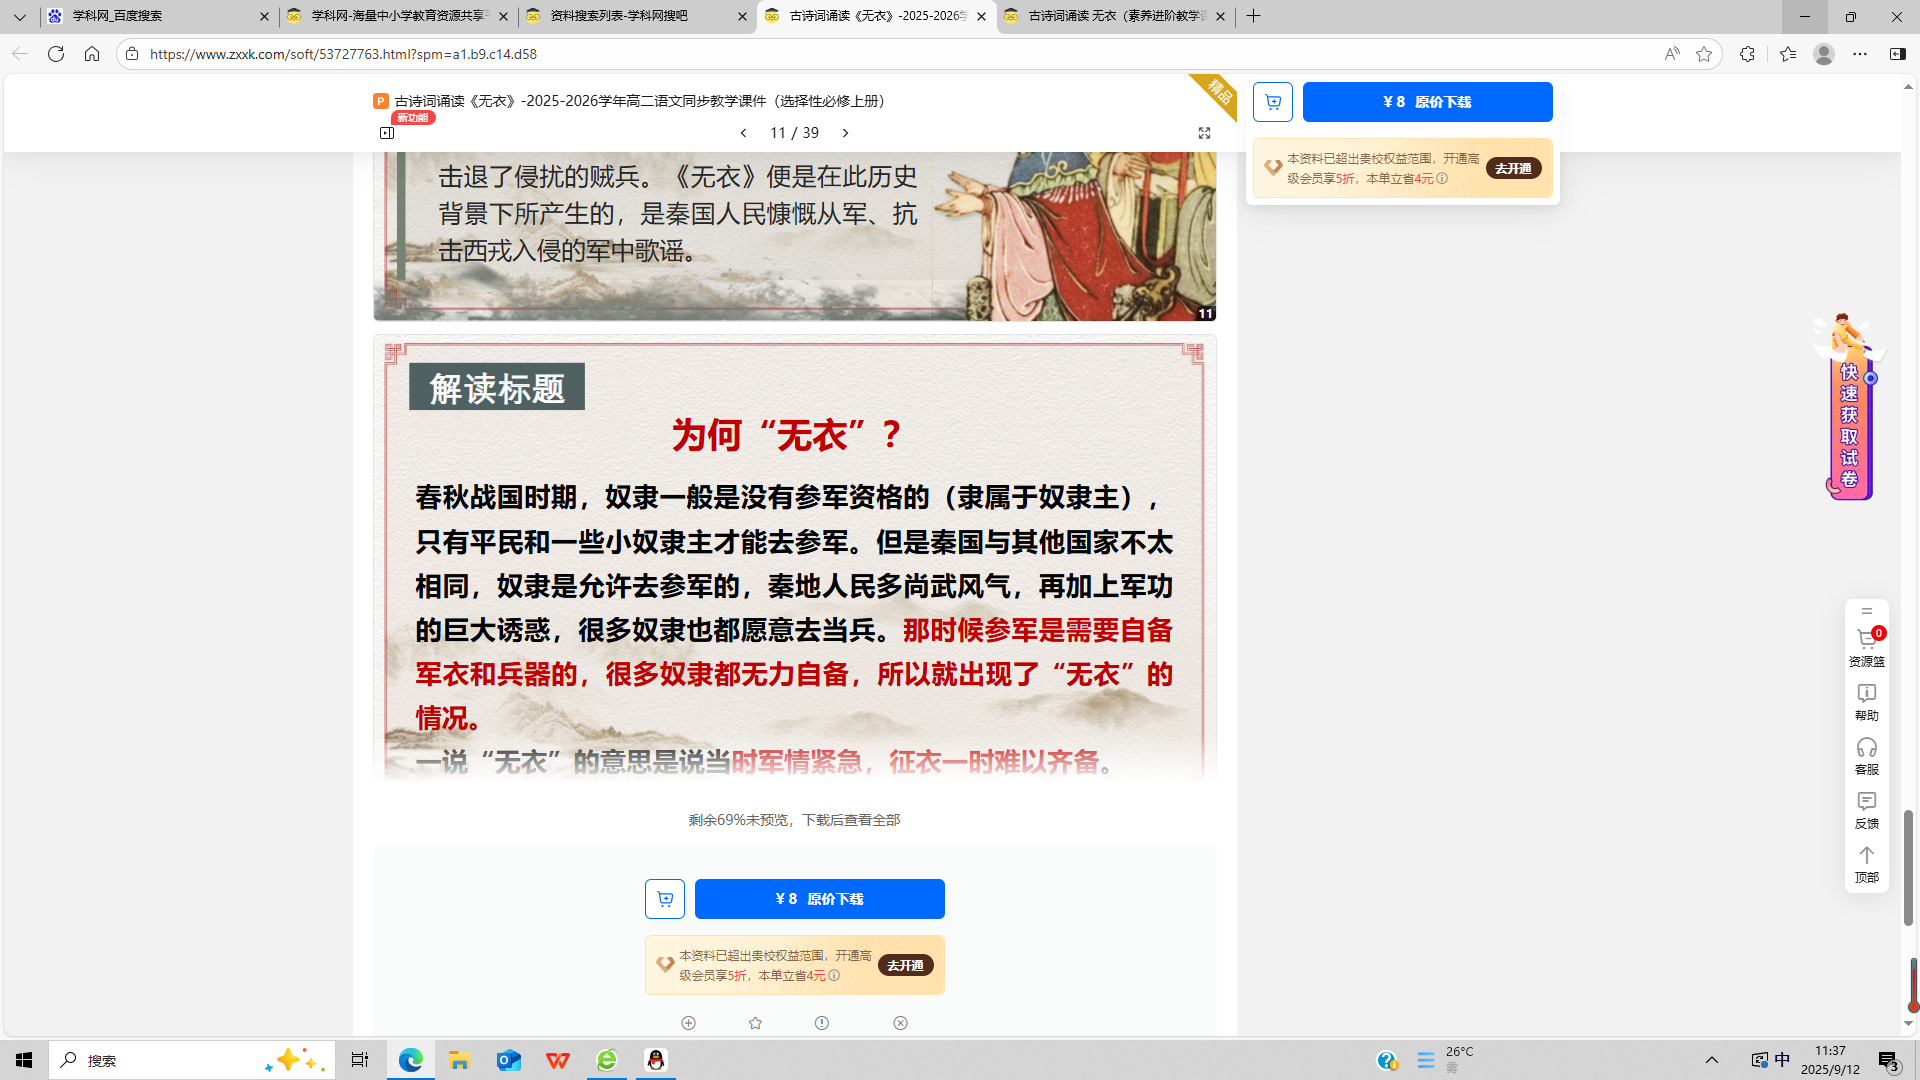 学科网_百度搜索
学科网-海量中小学教育资源共享平
资料搜索列表-学科网搜吧
古诗词诵读《无衣》-2025-2026学
古诗词诵读 无衣（素养进阶教学课
https://www.zxxk.com/soft/53727763.html?spm=a1.b9.c14.d58
古诗词诵读《无衣》-2025-2026学年高二语文同步教学课件（选择性必修上册）
新功能
11 / 39
精品
¥ 8 原价下载
本资料已超出贵校权益范围，开通高
级会员享5折，本单立省4元
去开通
击退了侵扰的贼兵。《无衣》便是在此历史
背景下所产生的，是秦国人民慷慨从军、抗
击西戎入侵的军中歌谣。
11
解读标题
为何“无衣”？
春秋战国时期，奴隶一般是没有参军资格的（隶属于奴隶主），
只有平民和一些小奴隶主才能去参军。但是秦国与其他国家不太
相同，奴隶是允许去参军的，秦地人民多尚武风气，再加上军功
的巨大诱惑，很多奴隶也都愿意去当兵。那时候参军是需要自备
军衣和兵器的，很多奴隶都无力自备，所以就出现了“无衣”的
情况。
一说“无衣”的意思是说当时军情紧急，征衣一时难以齐备。
剩余69%未预览，下载后查看全部
¥ 8 原价下载
本资料已超出贵校权益范围，开通高
级会员享5折，本单立省4元
去开通
快速获取试卷
0
资源篮
帮助
客服
反馈
顶部
搜索
26°C
雾
中
11:37
2025/9/12
3